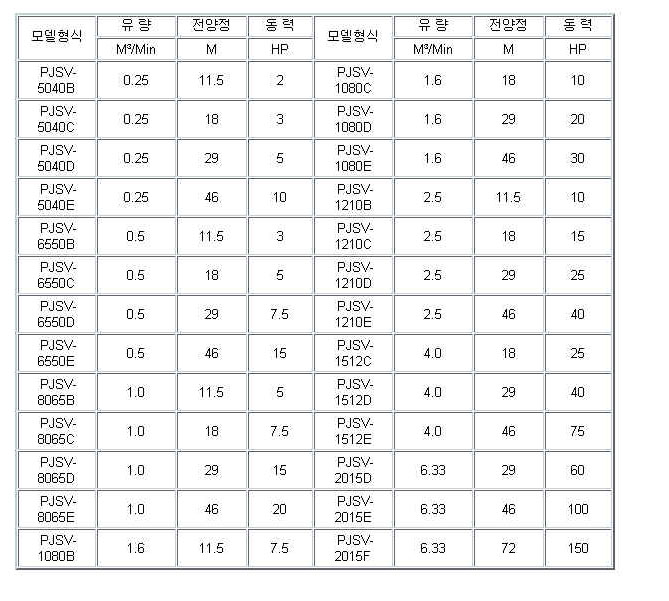 모델형식 유 량 전양정 동 력 모델형식 유 량 전양정 동 력
M³/Min M HP M³/Min M HP
PJSV-5040B 0.25 11.5 2 PJSV-1080C 1.6 18 10
PJSV-5040C 0.25 18 3 PJSV-1080D 1.6 29 20
PJSV-5040D 0.25 29 5 PJSV-1080E 1.6 46 30
PJSV-5040E 0.25 46 10 PJSV-1210B 2.5 11.5 10
PJSV-6550B 0.5 11.5 3 PJSV-1210C 2.5 18 15
PJSV-6550C 0.5 18 5 PJSV-1210D 2.5 29 25
PJSV-6550D 0.5 29 7.5 PJSV-1210E 2.5 46 40
PJSV-6550E 0.5 46 15 PJSV-1512C 4.0 18 25
PJSV-8065B 1.0 11.5 5 PJSV-1512D 4.0 29 40
PJSV-8065C 1.0 18 7.5 PJSV-1512E 4.0 46 75
PJSV-8065D 1.0 29 15 PJSV-2015D 6.33 29 60
PJSV-8065E 1.0 46 20 PJSV-2015E 6.33 46 100
PJSV-1080B 1.6 11.5 7.5 PJSV-2015F 6.33 72 150